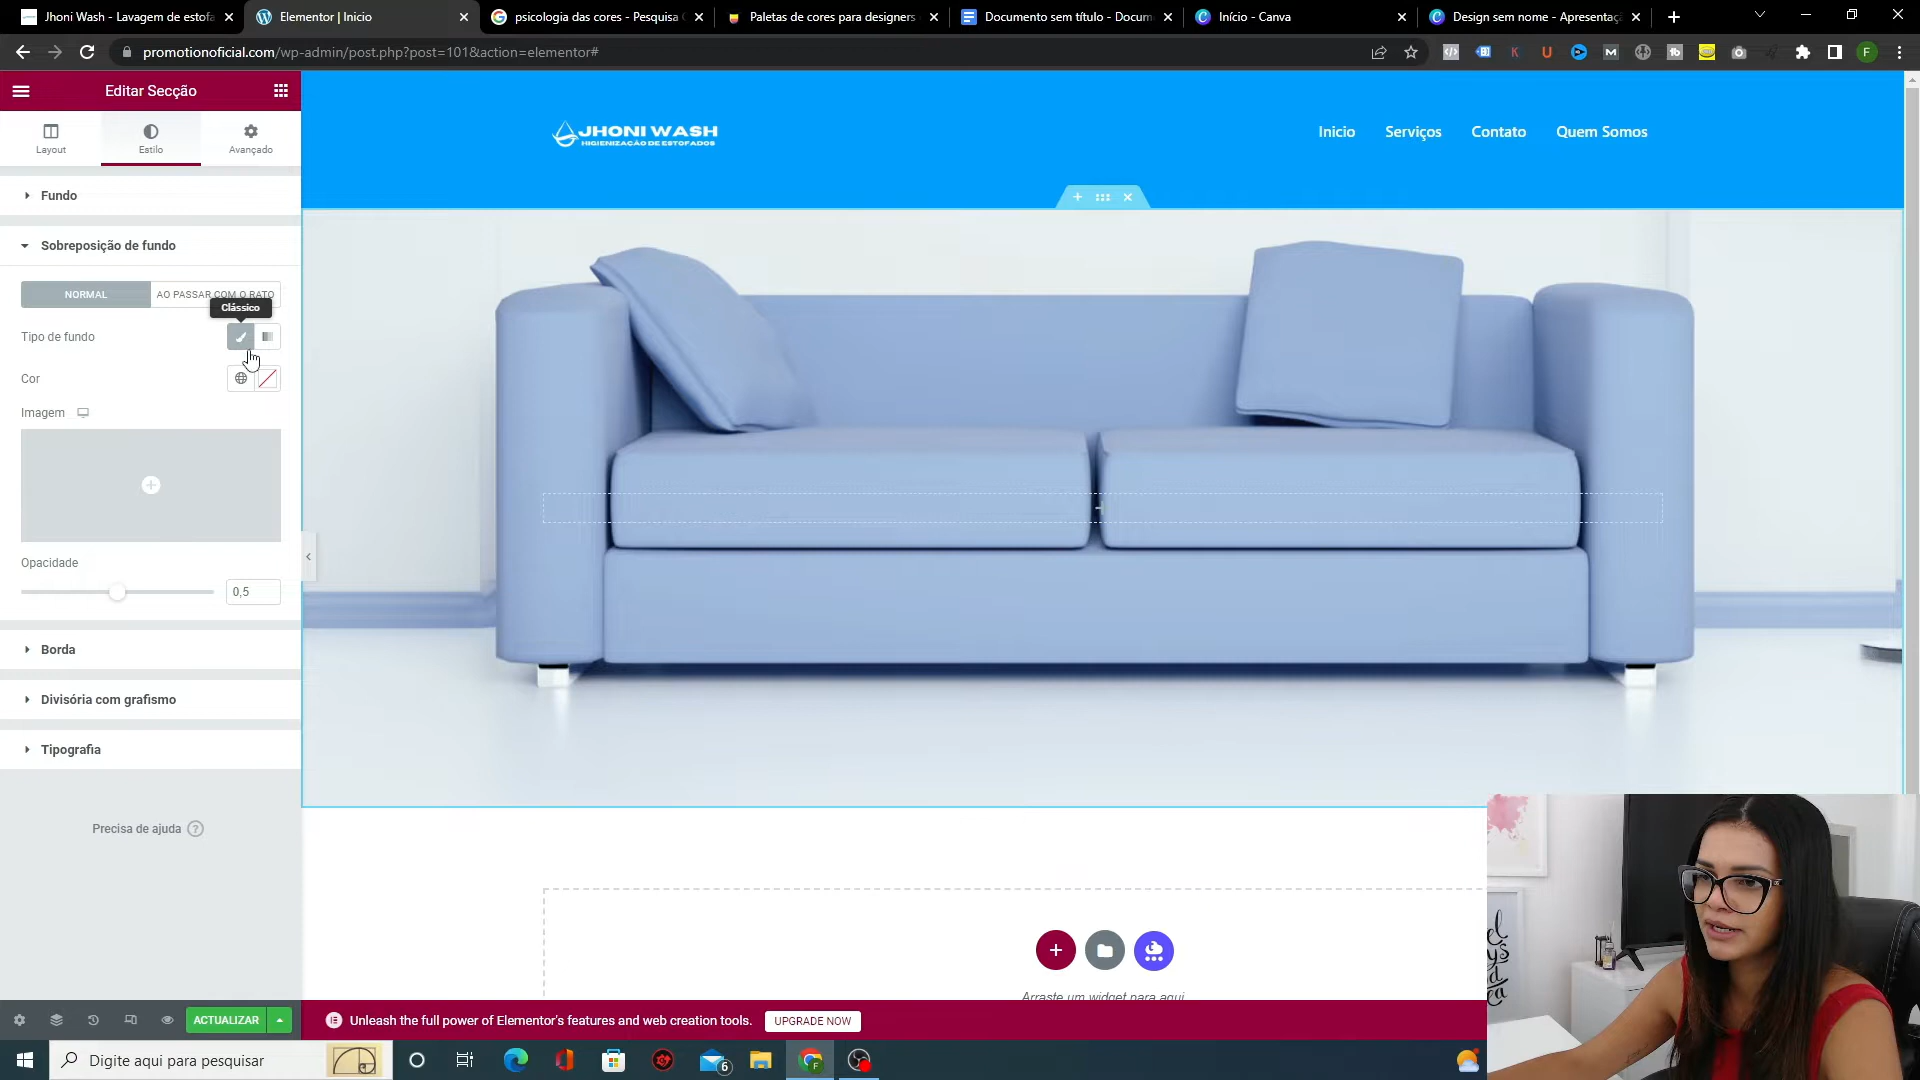 Jhoni Wash - Lavagem de estofa
Elementor | Inicio
psicologia das cores - Pesquisa
Paletas de cores para designers
Documento sem título - Docum
Início - Canva
Design sem nome - Apresentaç
promotionoficial.com/wp-admin/post.php?post=101&action=elementor#
Editar Secção
Layout
Estilo
Avançado
Fundo
Sobreposição de fundo
NORMAL
AO PASSAR COM O RATO
Clássico
Tipo de fundo
Cor
Imagem
Opacidade
0,5
Borda
Divisória com grafismo
Tipografia
Precisa de ajuda
ACTUALIZAR
JHONI WASH
HIGIENIZAÇÃO DE ESTOFADOS
Inicio
Serviços
Contato
Quem Somos
Arraste um widget para aqui
Unleash the full power of Elementor's features and web creation tools.
UPGRADE NOW
Digite aqui para pesquisar
6